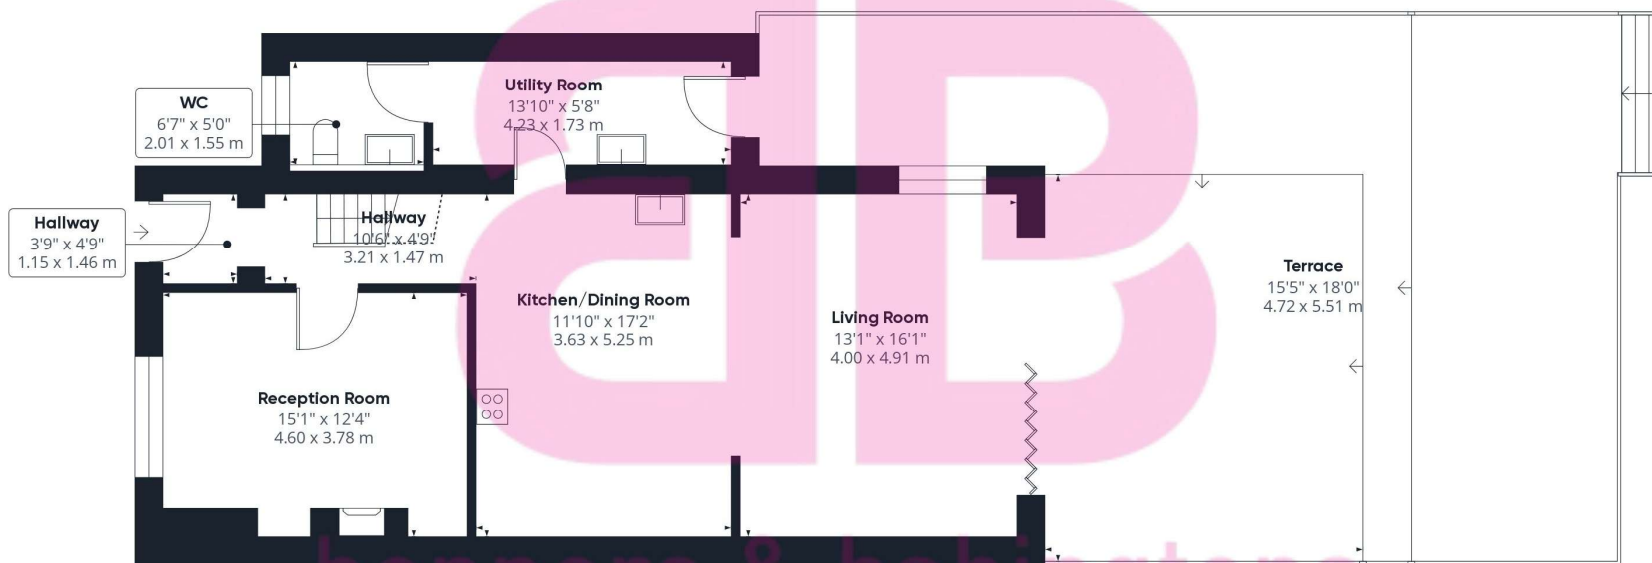 WC
6'7" x 5'0"
2.01 x 1.55 m
Utility Room
13'10" x 5'8"
4.23 x 1.73 m
Hallway
3'9" x 4'9"
1.15 x 1.46 m
Hallway
10'6" x 4'9"
3.21 x 1.47 m
Kitchen/Dining Room
11'10" x 17'2"
3.63 x 5.25 m
Living Room
13'1" x 16'1"
4.00 x 4.91 m
Terrace
15'5" x 18'0"
4.72 x 5.51 m
Reception Room
15'1" x 12'4"
4.60 x 3.78 m